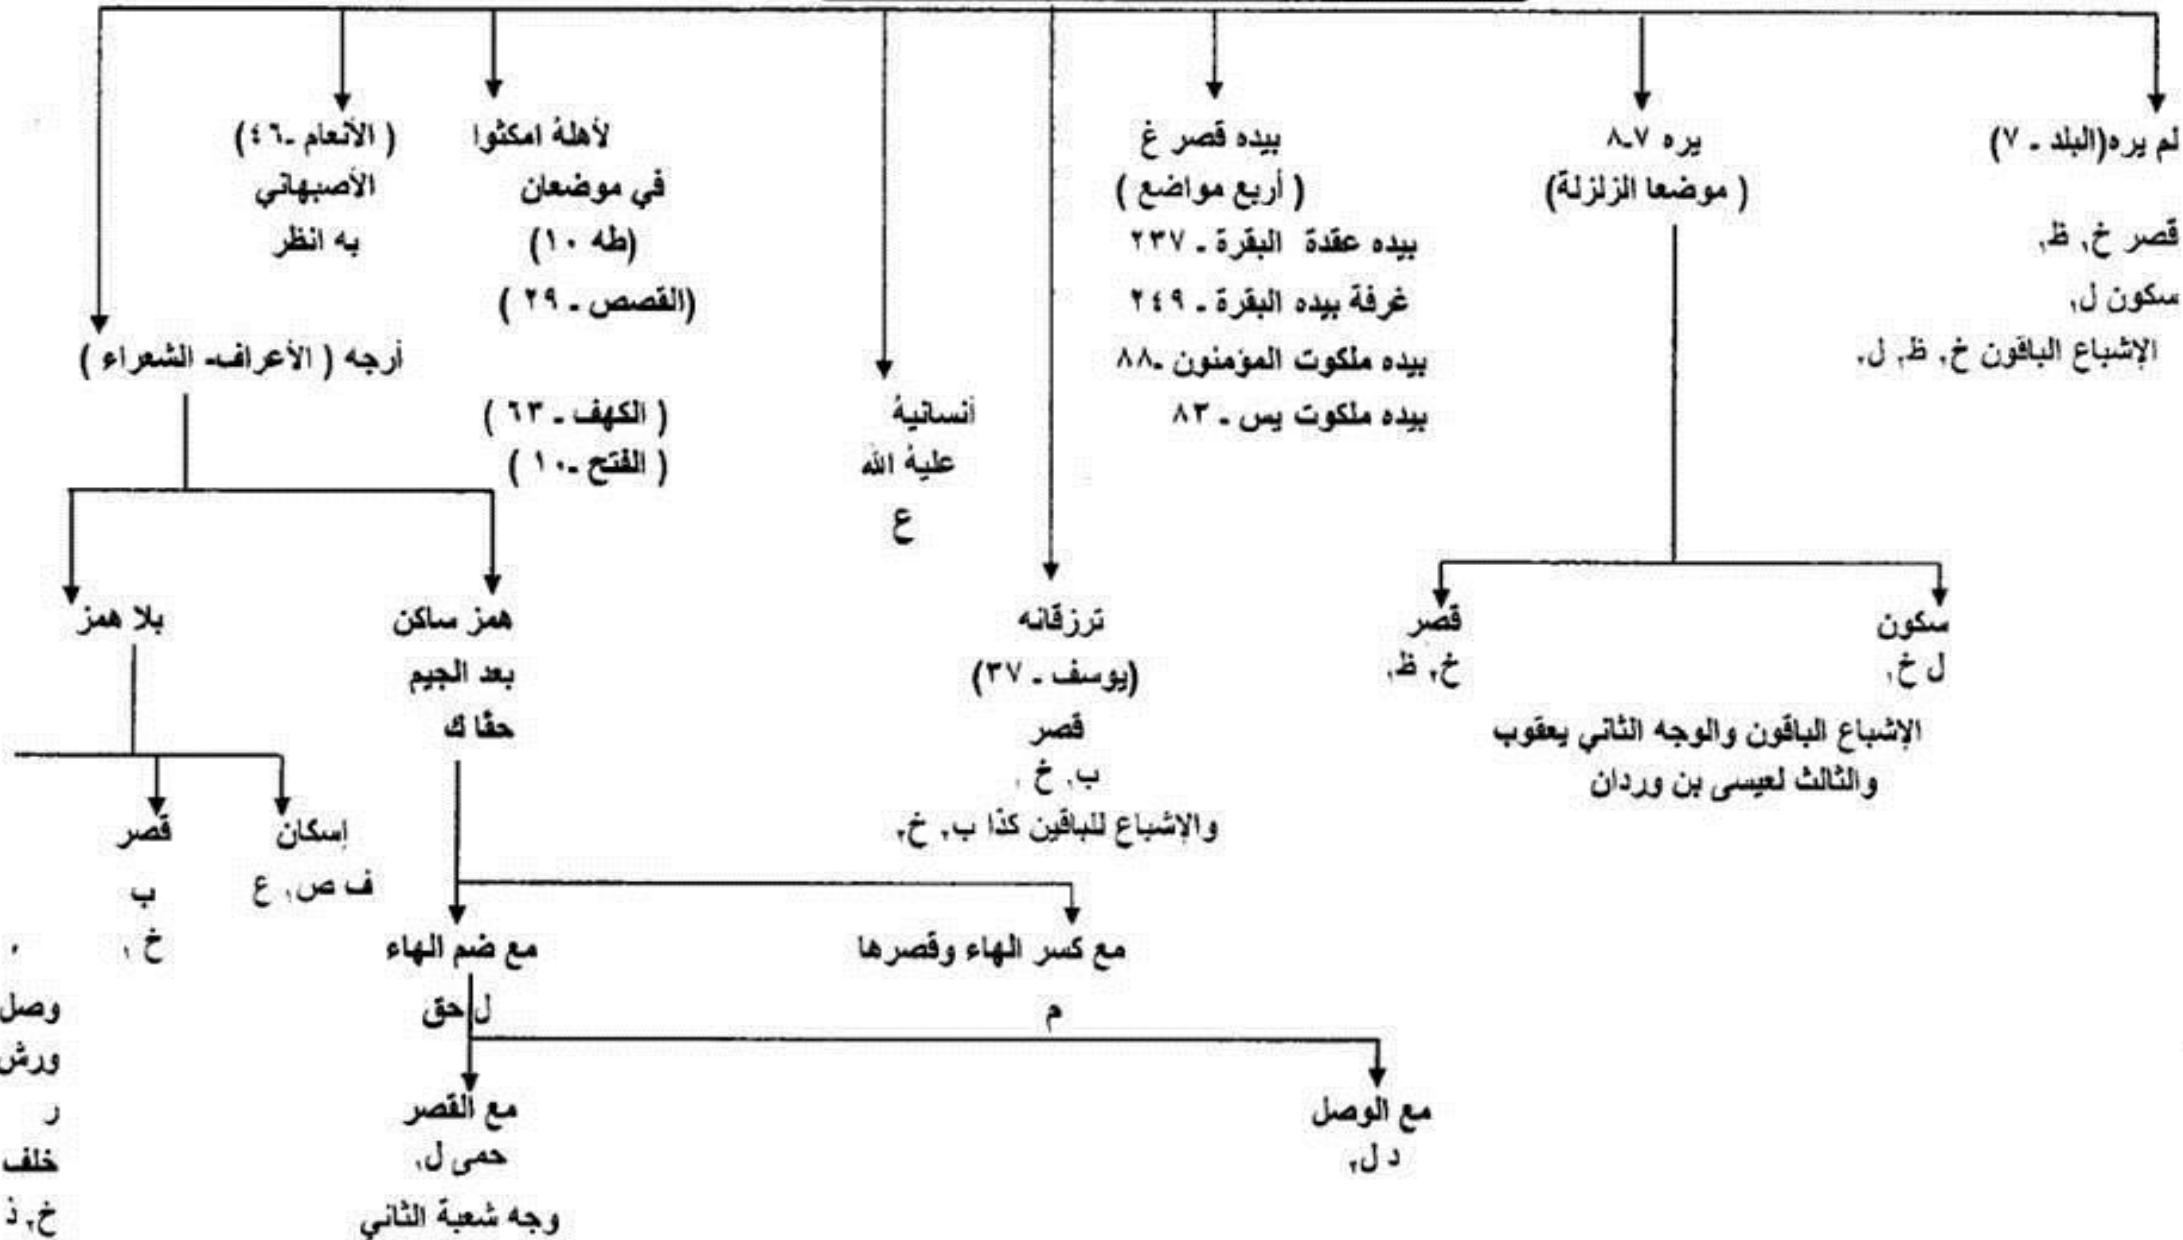 لم يره(البلد - ٧)
قصر خ, ظ,
سكون ل,
الإشباع الباقون خ, ظ, ل,
يره ٧-٨
( موضعا الزلزلة)
سكون
ل خ,
قصر
خ, ظ,
الإشباع الباقون والوجه الثاني يعقوب
والثالث لعيسى بن وردان
بيده قصر غ
( أربع مواضع )
بيده عقدة البقرة - ٢٣٧
غرفة بيده البقرة - ٢٤٩
بيده ملكوت المؤمنون -٨٨
بيده ملكوت يس - ٨٣
ترزقانه
(يوسف - ٣٧)
قصر
ب, خ ,
والإشباع للباقين كذا ب, خ,
أنسانيهُ
عليهُ الله
ع
لأهلهُ امكثوا
في موضعان
(طه ١٠)
(القصص - ٢٩ )
( الكهف - ٦٣ )
( الفتح -١٠ )
( الأنعام -٤٦)
الأصبهاني
به انظر
أرجه ( الأعراف- الشعراء )
همز ساكن
بعد الجيم
حقًا ك
مع كسر الهاء وقصرها
م
مع ضم الهاء
ل حق
مع الوصل
د ل,
مع القصر
حمى ل,
وجه شعبة الثاني
بلا همز
إسكان
ف ص, ع
قصر
ب
خ ,
وصل
ورش
ر
خلف
خ, ذ